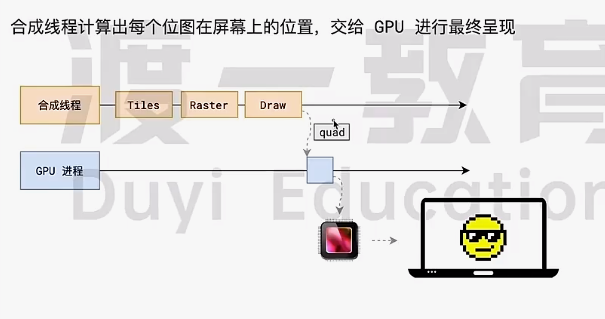 合成线程计算出每个位图在屏幕上的位置，交给 GPU 进行最终呈现
渡一教育
合成线程
Tiles
Raster
Draw
quad
GPU 进程
Duyi Education